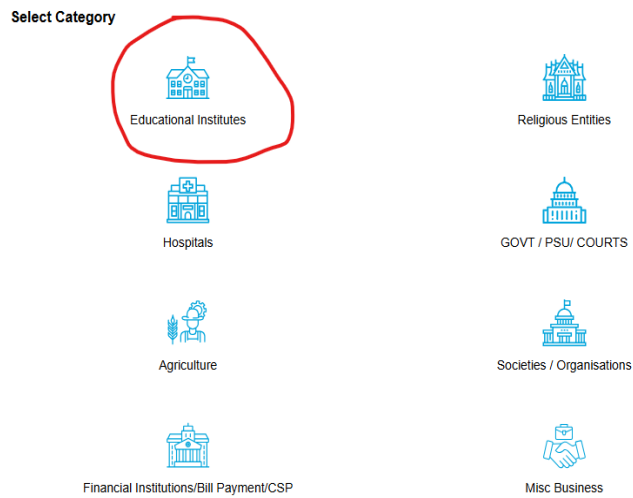 Select Category
Educational Institutes
Religious Entities
Hospitals
GOVT / PSU/ COURTS
Agriculture
Societies / Organisations
Financial Institutions/Bill Payment/CSP
Misc Business